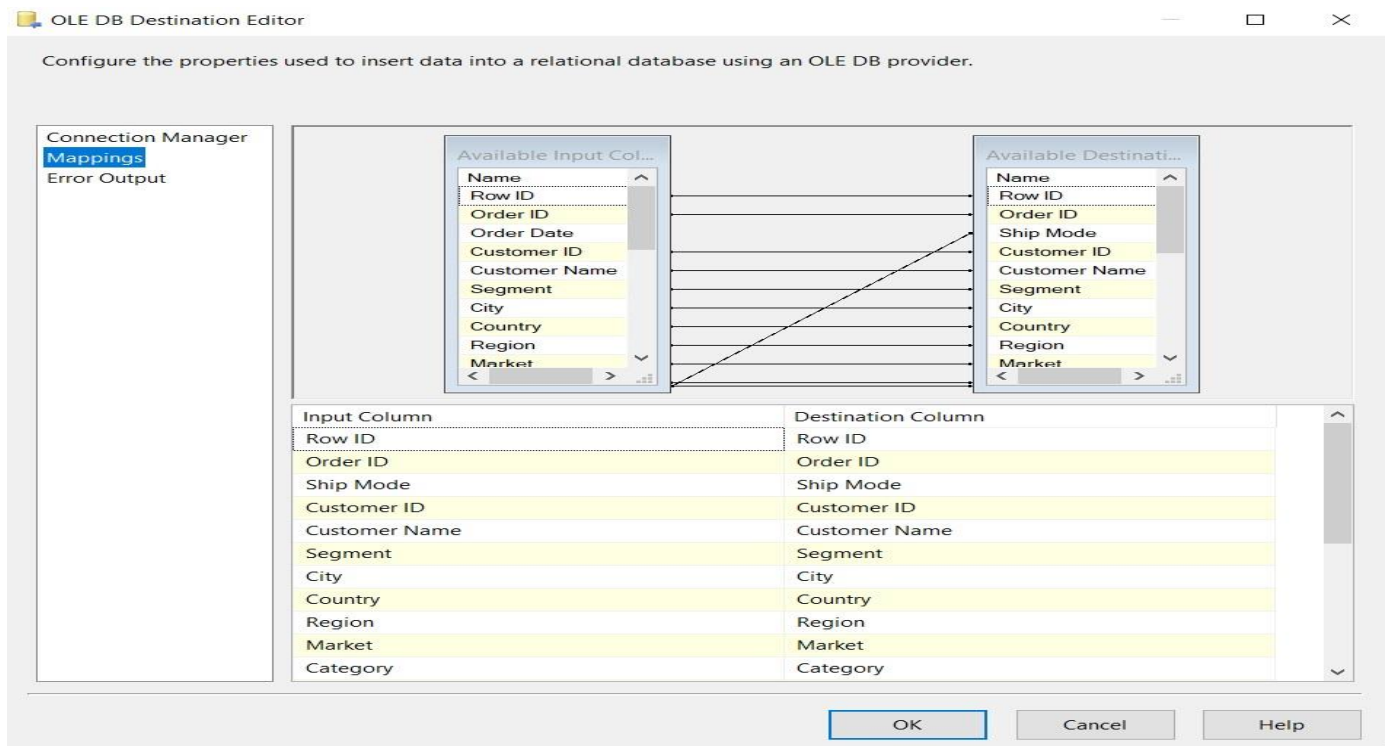 OLE DB Destination Editor
Configure the properties used to insert data into a relational database using an OLE DB provider.
Connection Manager
Mappings
Error Output
Available Input Col...
Name
Row ID
Order ID
Order Date
Customer ID
Customer Name
Segment
City
Country
Region
Market
Available Destinati...
Name
Row ID
Order ID
Ship Mode
Customer ID
Customer Name
Segment
City
Country
Region
Market
Input Column Destination Column
Row ID Row ID
Order ID Order ID
Ship Mode Ship Mode
Customer ID Customer ID
Customer Name Customer Name
Segment Segment
City City
Country Country
Region Region
Market Market
Category Category
OK Cancel Help